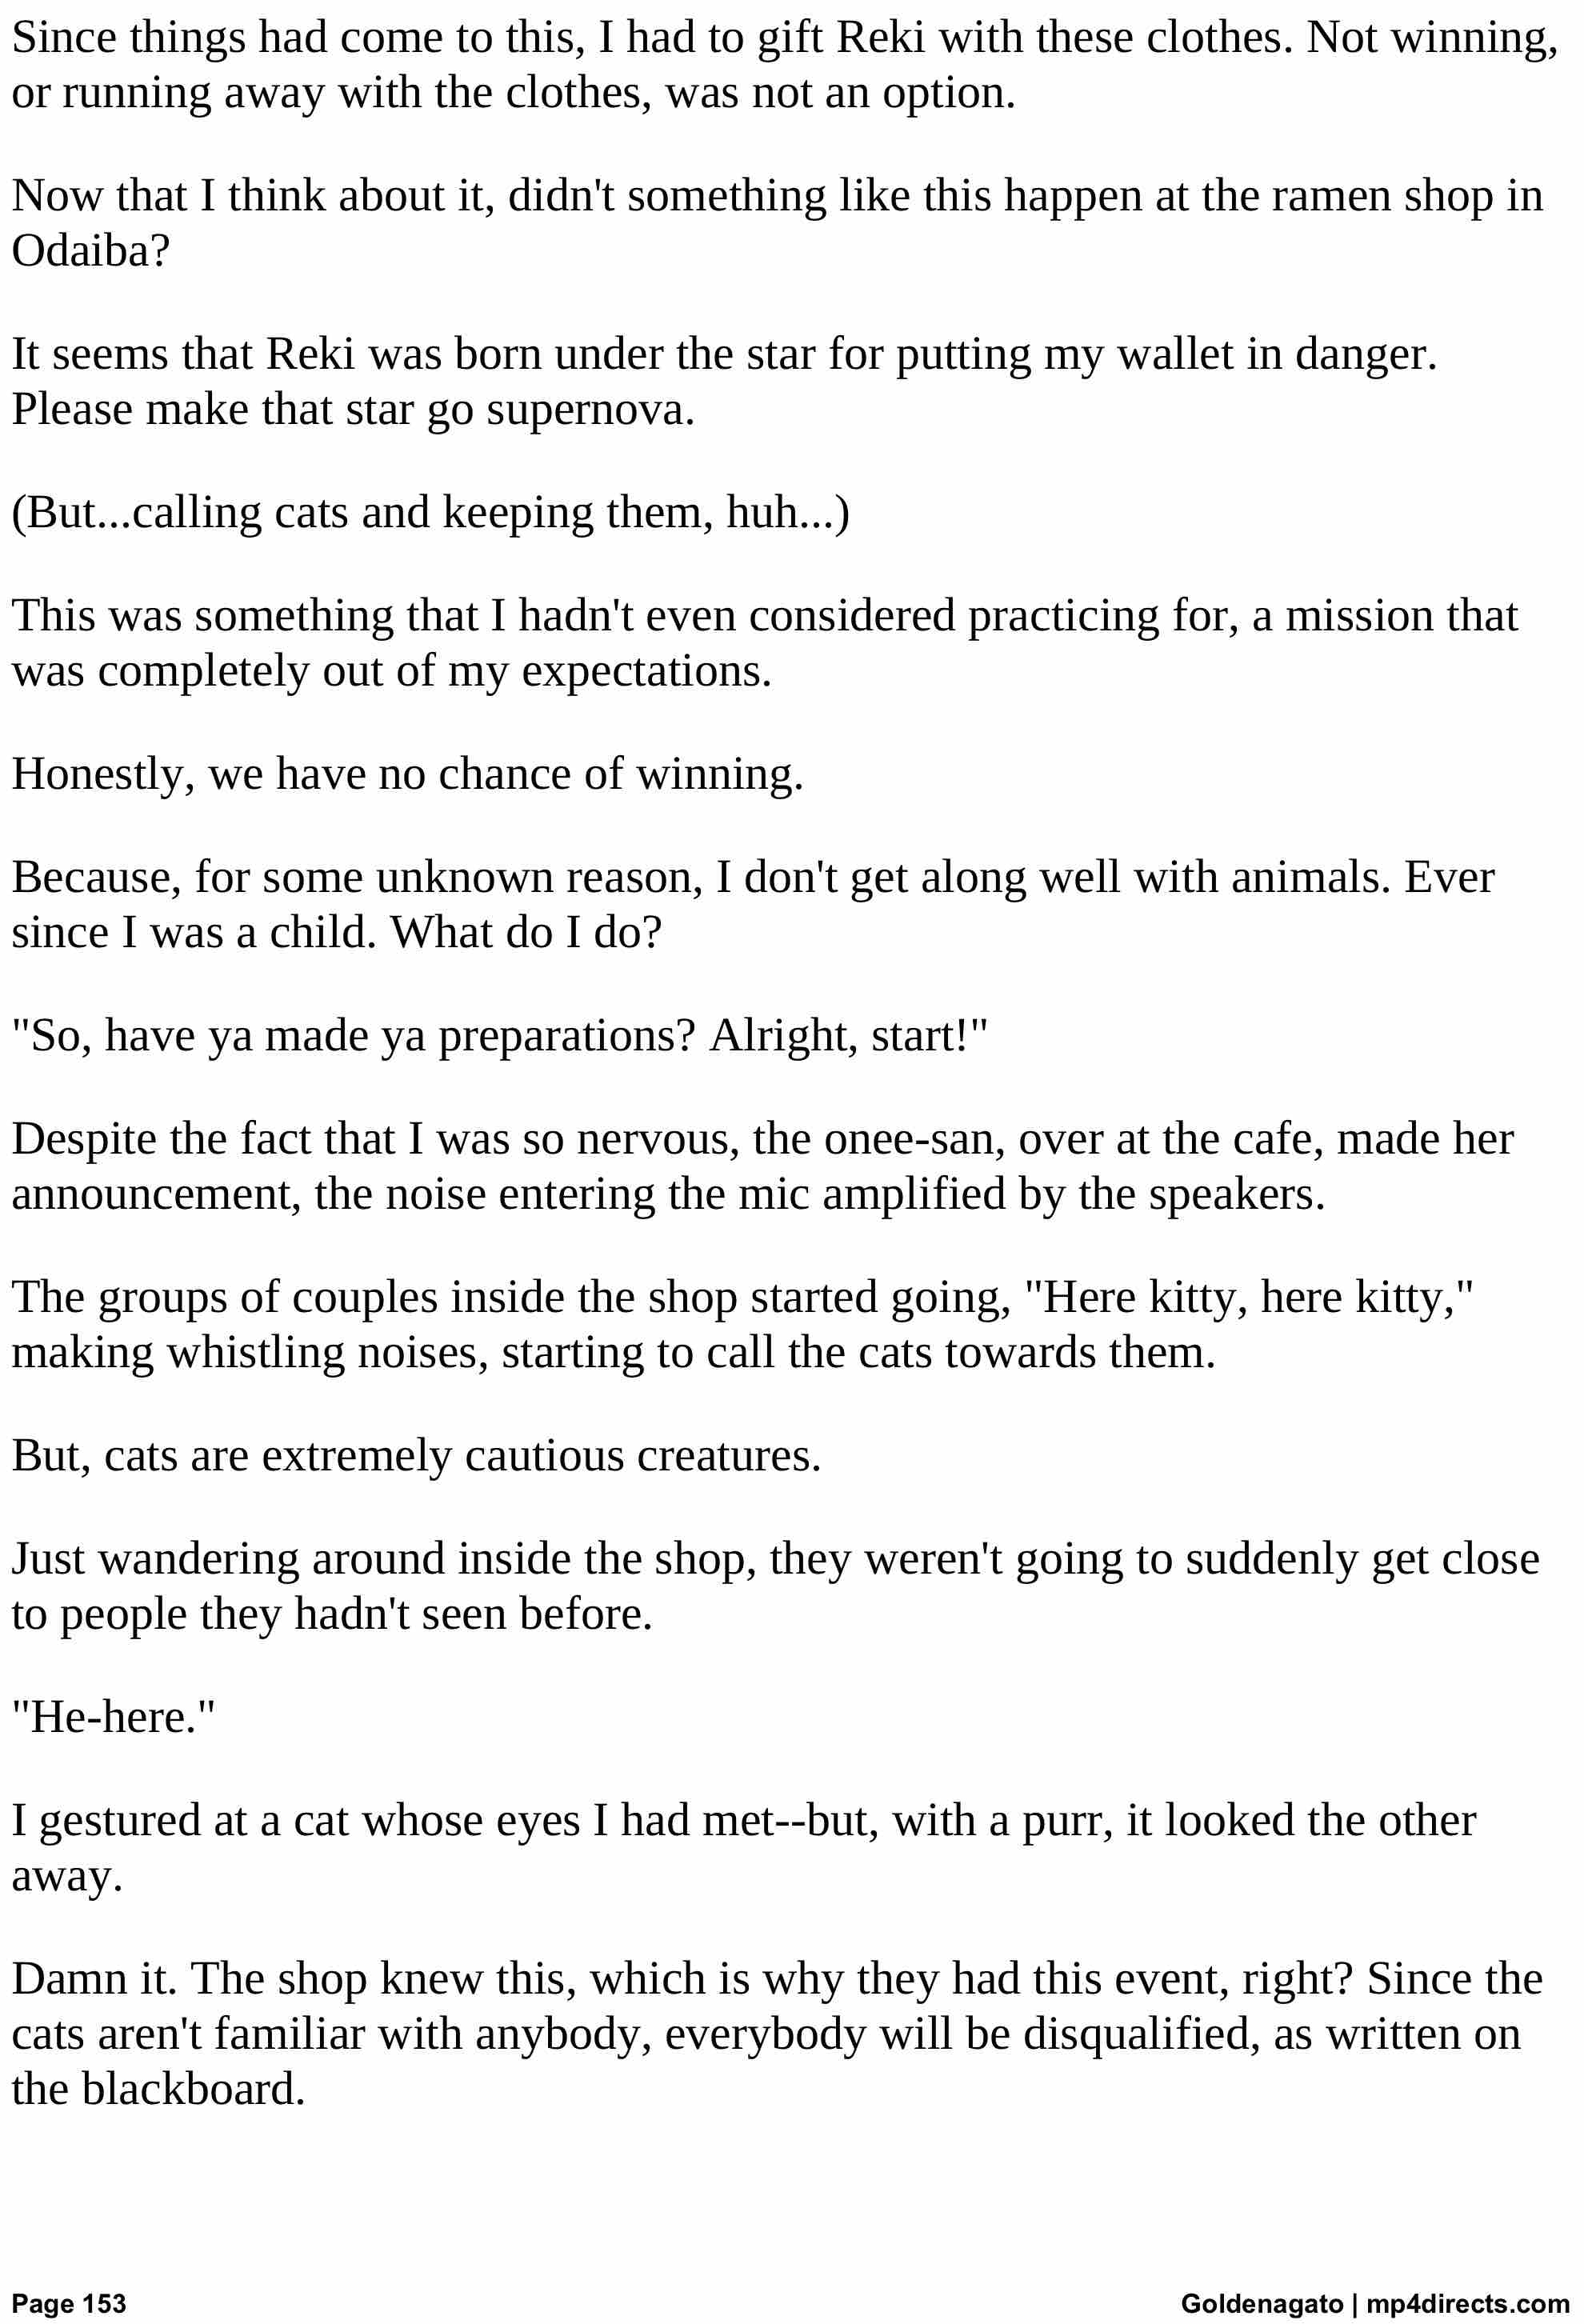 Since things had come to this, I had to gift Reki with these clothes. Not winning,
or running away with the clothes, was not an option.
Now that I think about it, didn't something like this happen at the ramen shop in
Odaiba?
It seems that Reki was born under the star for putting my wallet in danger.
Please make that star go supernova.
(But...calling cats and keeping them, huh...)
This was something that I hadn't even considered practicing for, a mission that
was completely out of my expectations.
Honestly, we have no chance of winning.
Because, for some unknown reason, I don't get along well with animals. Ever
since I was a child. What do I do?
"So, have ya made ya preparations? Alright, start!"
Despite the fact that I was so nervous, the onee-san, over at the cafe, made her
announcement, the noise entering the mic amplified by the speakers.
The groups of couples inside the shop started going, "Here kitty, here kitty,"
making whistling noises, starting to call the cats towards them.
But, cats are extremely cautious creatures.
Just wandering around inside the shop, they weren't going to suddenly get close
to people they hadn't seen before.
"He-here."
I gestured at a cat whose eyes I had met--but, with a purr, it looked the other
away.
Damn it. The shop knew this, which is why they had this event, right? Since the
cats aren't familiar with anybody, everybody will be disqualified, as written on
the blackboard.
Page 153 Goldenagato | mp4directs.com